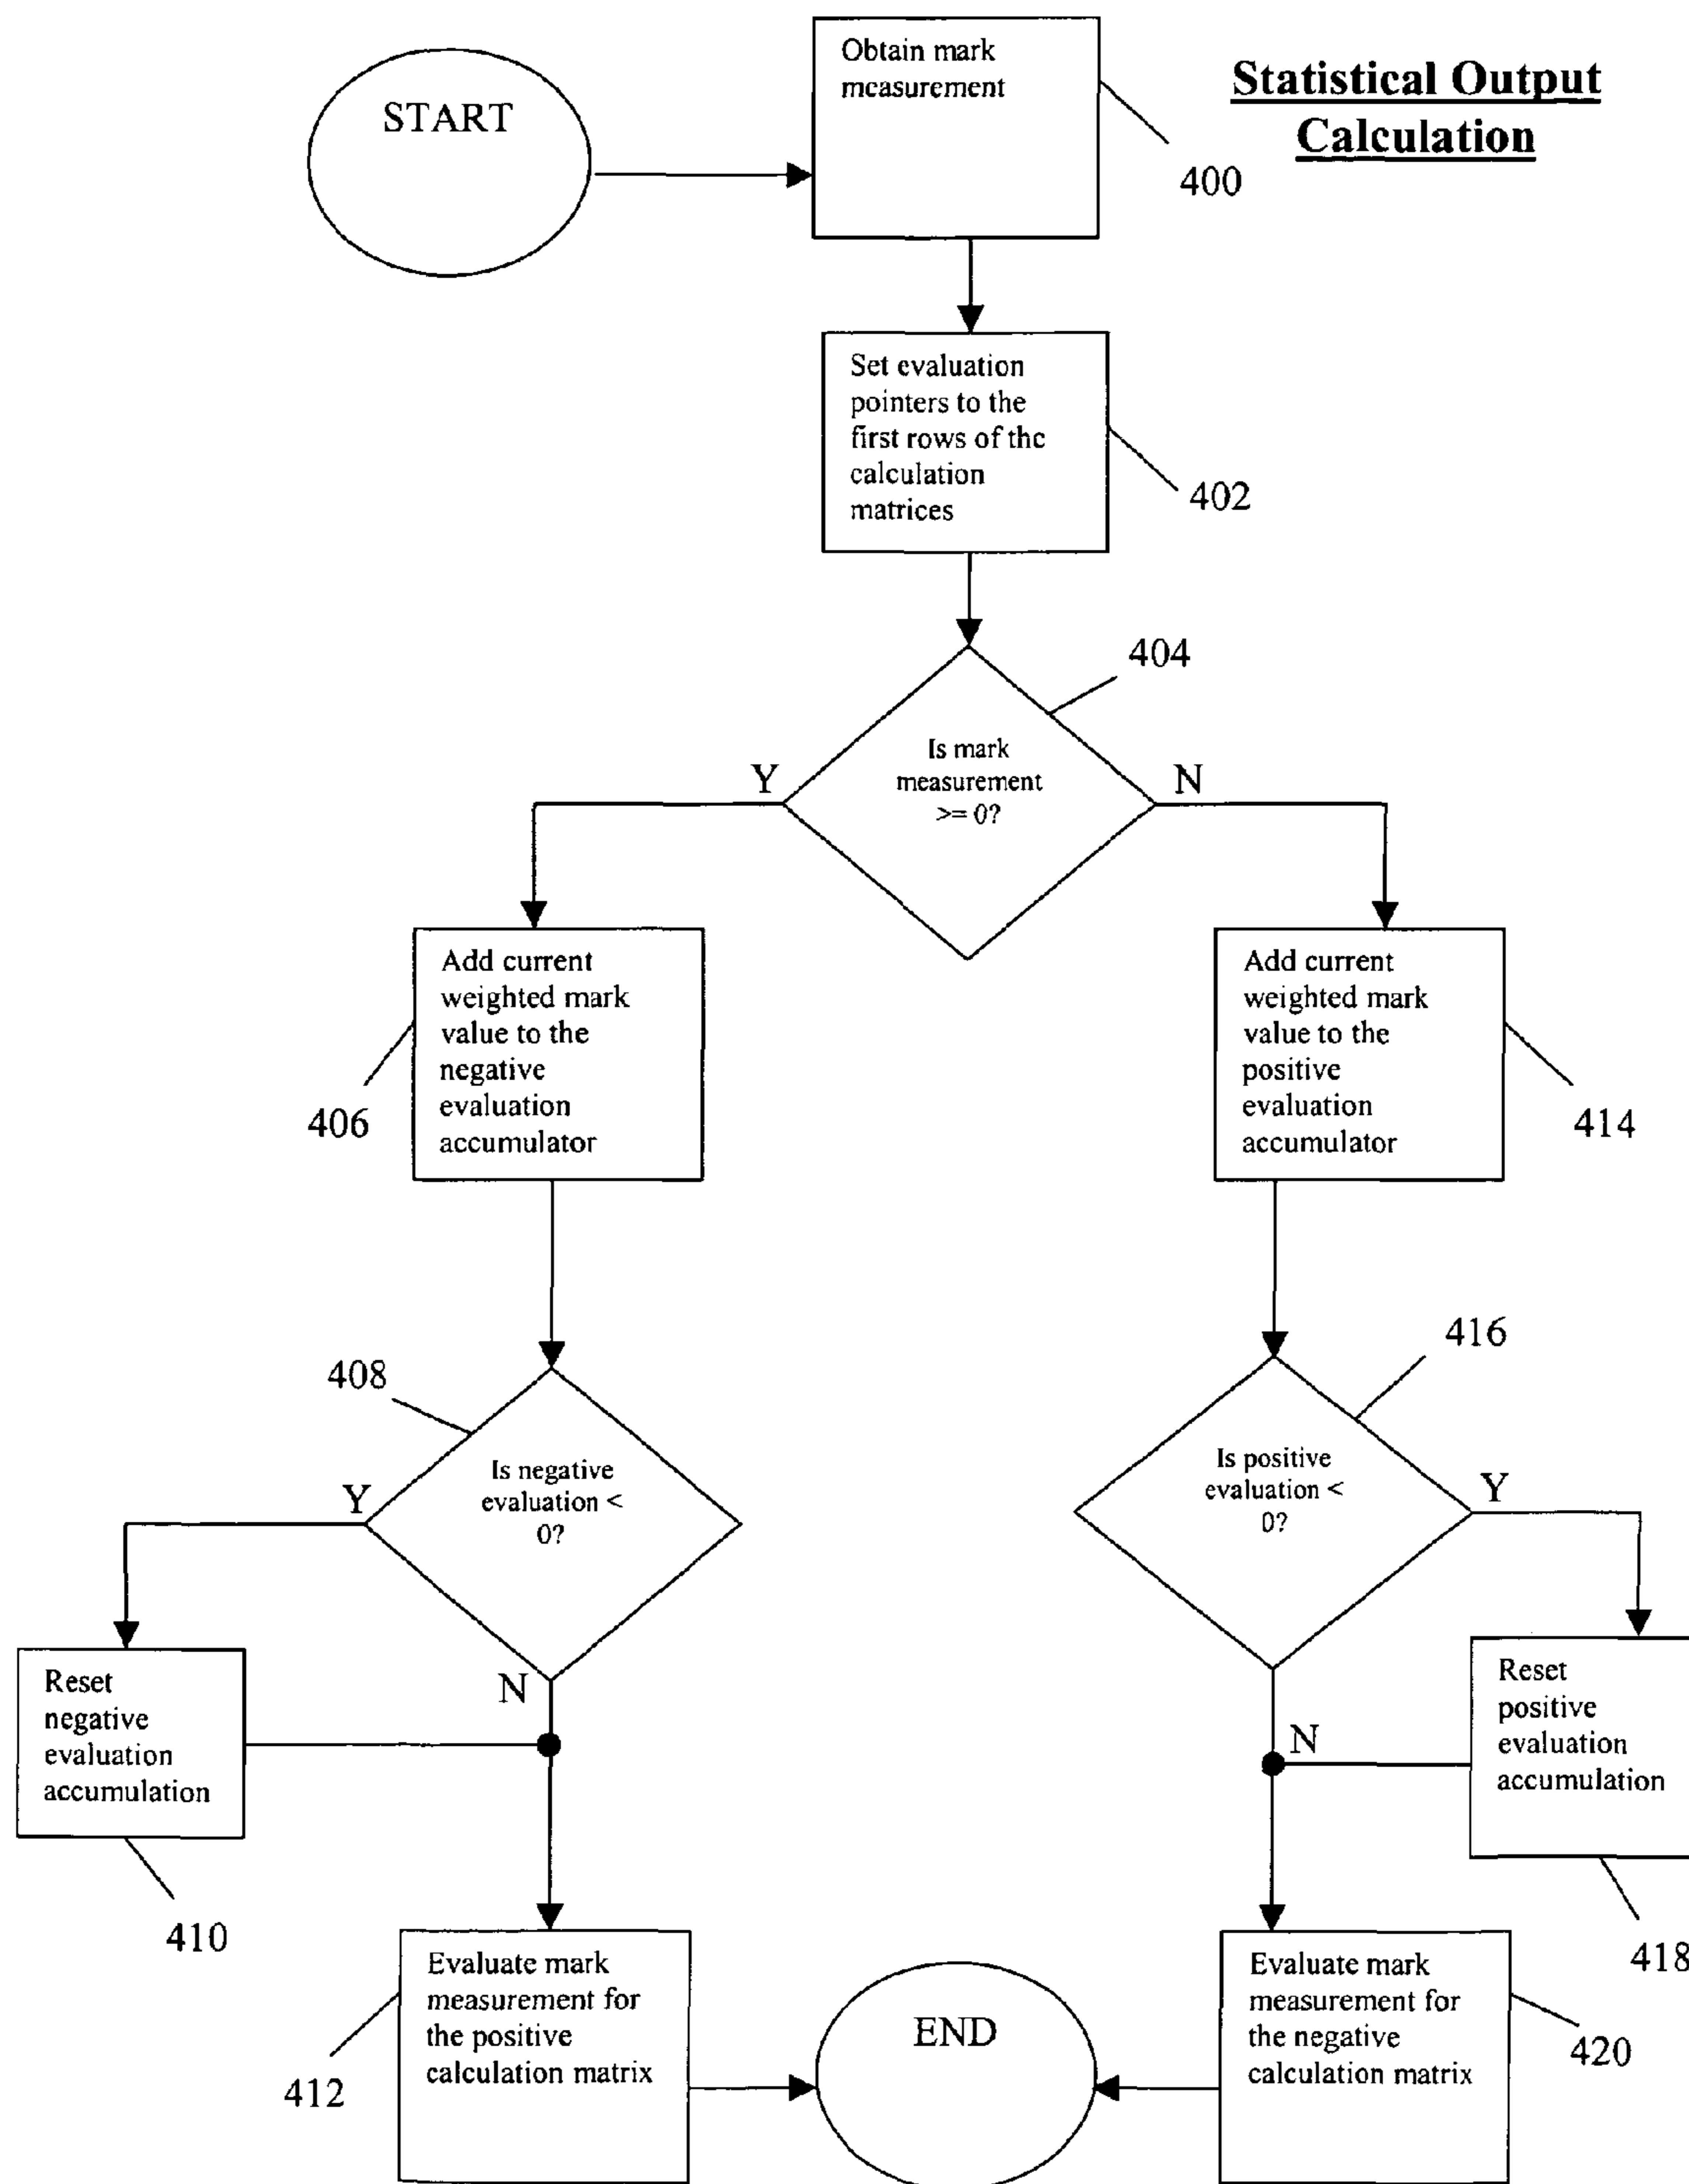 Statistical Output
Calculation
START
Obtain mark
measurement
400
Set evaluation
pointers to the
first rows of the
calculation
matrices
402
404
Is mark
measurement
>= 0?
Y
N
Add current
weighted mark
value to the
negative
evaluation
accumulator
406
Add current
weighted mark
value to the
positive
evaluation
accumulator
414
408
Is negative
evaluation <
0?
Y
N
416
Is positive
evaluation <
0?
Y
N
Reset
negative
evaluation
accumulation
410
Reset
positive
evaluation
accumulation
418
Evaluate mark
measurement for
the positive
calculation matrix
412
END
Evaluate mark
measurement for
the negative
calculation matrix
420